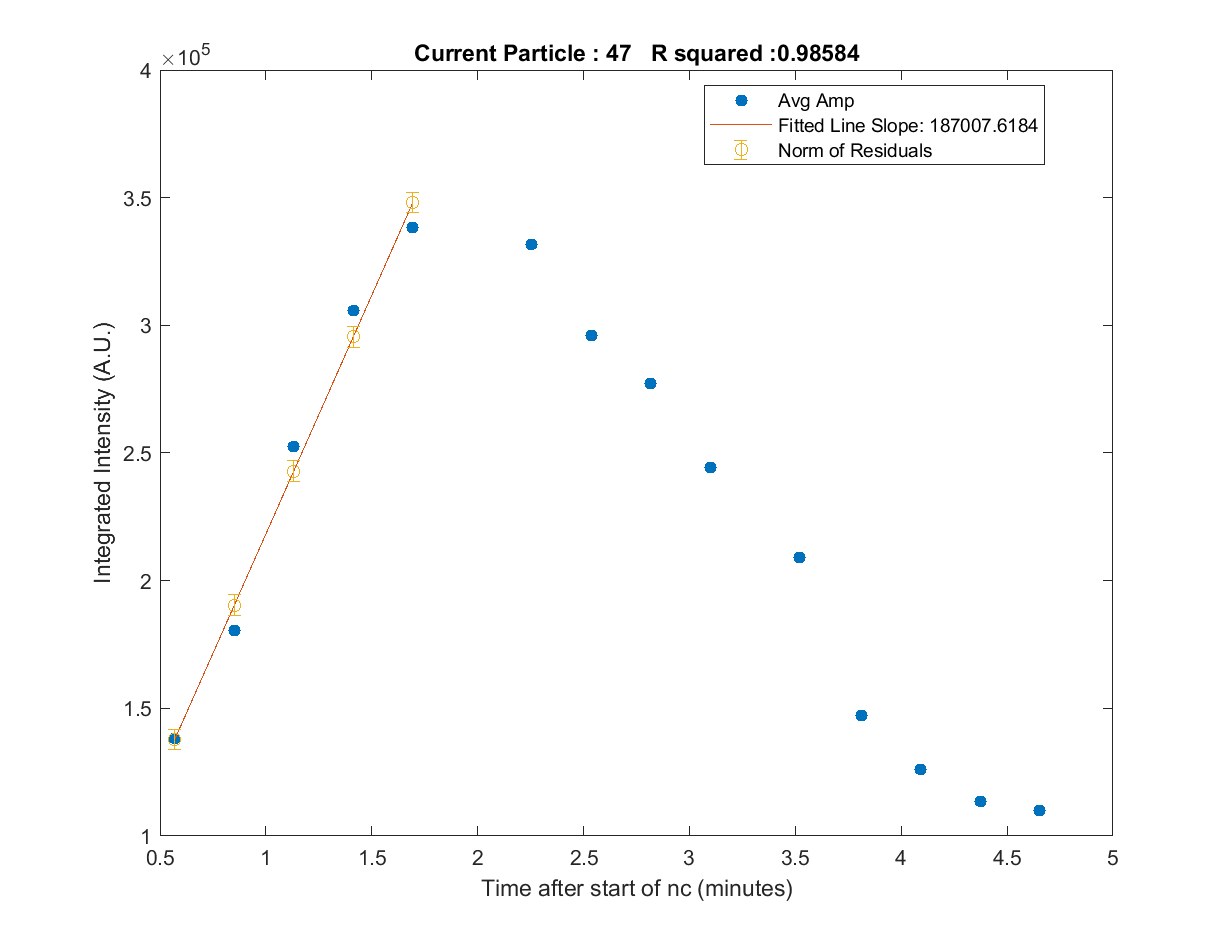 Current Particle : 47   R squared :0.98584
×10^5
4
3.5
3
2.5
2
1.5
1
Integrated Intensity (A.U.)
Avg Amp
Fitted Line Slope: 187007.6184
Norm of Residuals
0.5 1 1.5 2 2.5 3 3.5 4 4.5 5
Time after start of nc (minutes)